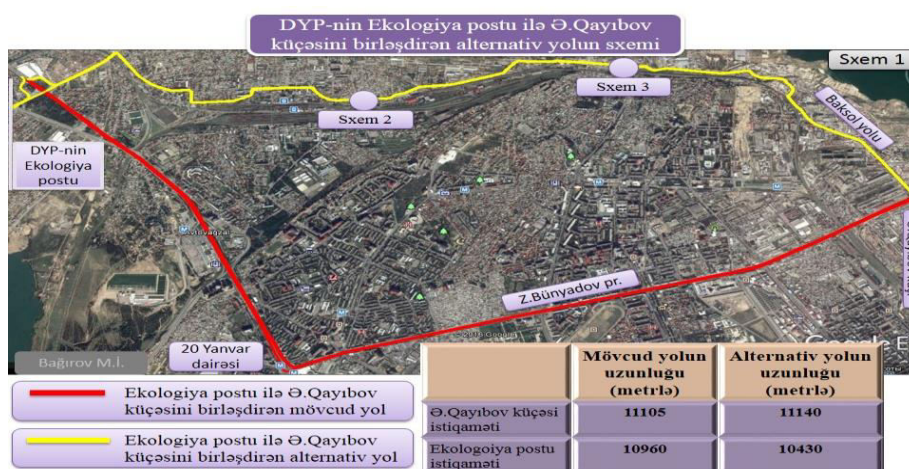 DYP-nin Ekologiya postu ilə Ə.Qayıbov
küçəsini birləşdirən alternativ yolun sxemi
Sxem 1
Sxem 3
Sxem 2
Baksol yolu
DYP-nin
Ekologiya
postu
Z.Bünyadov pr.
20 Yanvar
dairəsi
Bağırov M.İ.
Ekologiya postu ilə Ə.Qayıbov
küçəsini birləşdirən mövcud yol
Ekologiya postu ilə Ə.Qayıbov
küçəsini birləşdirən alternativ yol
Mövcud yolun
uzunluğu
(metrlə)
Alternativ yolun
uzunluğu
(metrlə)
Ə.Qayıbov küçəsi
istiqaməti
11105
11140
Ekologoiya postu
istiqaməti
10960
10430